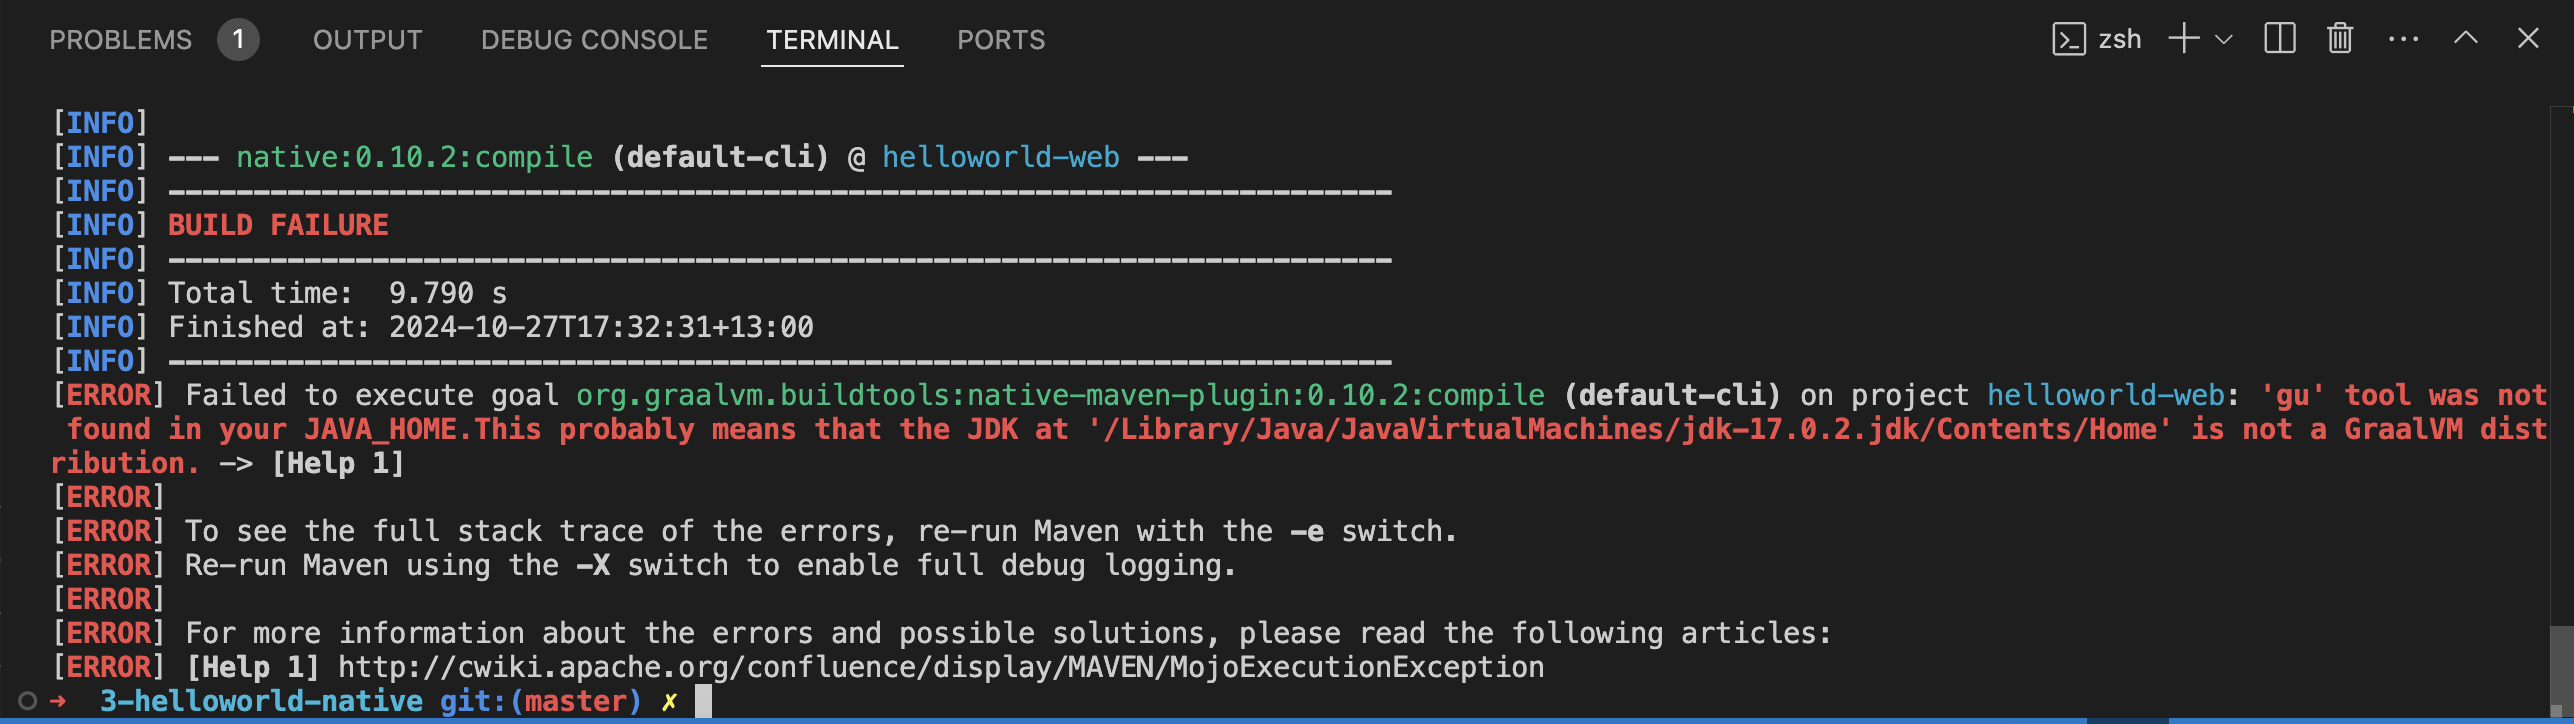 PROBLEMS 1 OUTPUT DEBUG CONSOLE TERMINAL PORTS zsh
[INFO]
[INFO] --- native:0.10.2:compile (default-cli) @ helloworld-web ---
[INFO] ------------------------------------------------------------------------
[INFO] BUILD FAILURE
[INFO] ------------------------------------------------------------------------
[INFO] Total time:  9.790 s
[INFO] Finished at: 2024-10-27T17:32:31+13:00
[INFO] ------------------------------------------------------------------------
[ERROR] Failed to execute goal org.graalvm.buildtools:native-maven-plugin:0.10.2:compile (default-cli) on project helloworld-web: 'gu' tool was not
found in your JAVA_HOME.This probably means that the JDK at '/Library/Java/JavaVirtualMachines/jdk-17.0.2.jdk/Contents/Home' is not a GraalVM dist
ribution. -> [Help 1]
[ERROR]
[ERROR] To see the full stack trace of the errors, re-run Maven with the -e switch.
[ERROR] Re-run Maven using the -X switch to enable full debug logging.
[ERROR]
[ERROR] For more information about the errors and possible solutions, please read the following articles:
[ERROR] [Help 1] http://cwiki.apache.org/confluence/display/MAVEN/MojoExecutionException
➜  3-helloworld-native git:(master) ✗